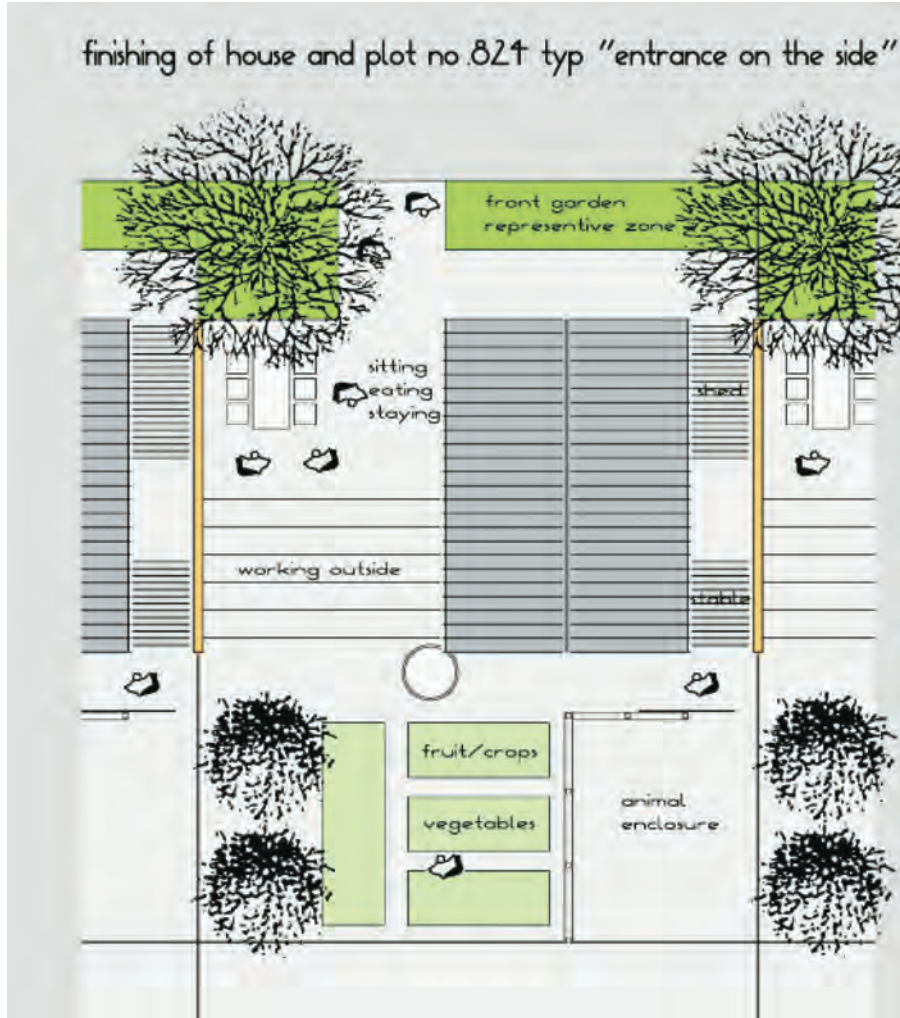 finishing of house and plot no .824 typ "entrance on the side"
front garden
representive zone
sitting
eating
staying
shed
working outside
stable
fruit/crops
vegetables
animal
enclosure